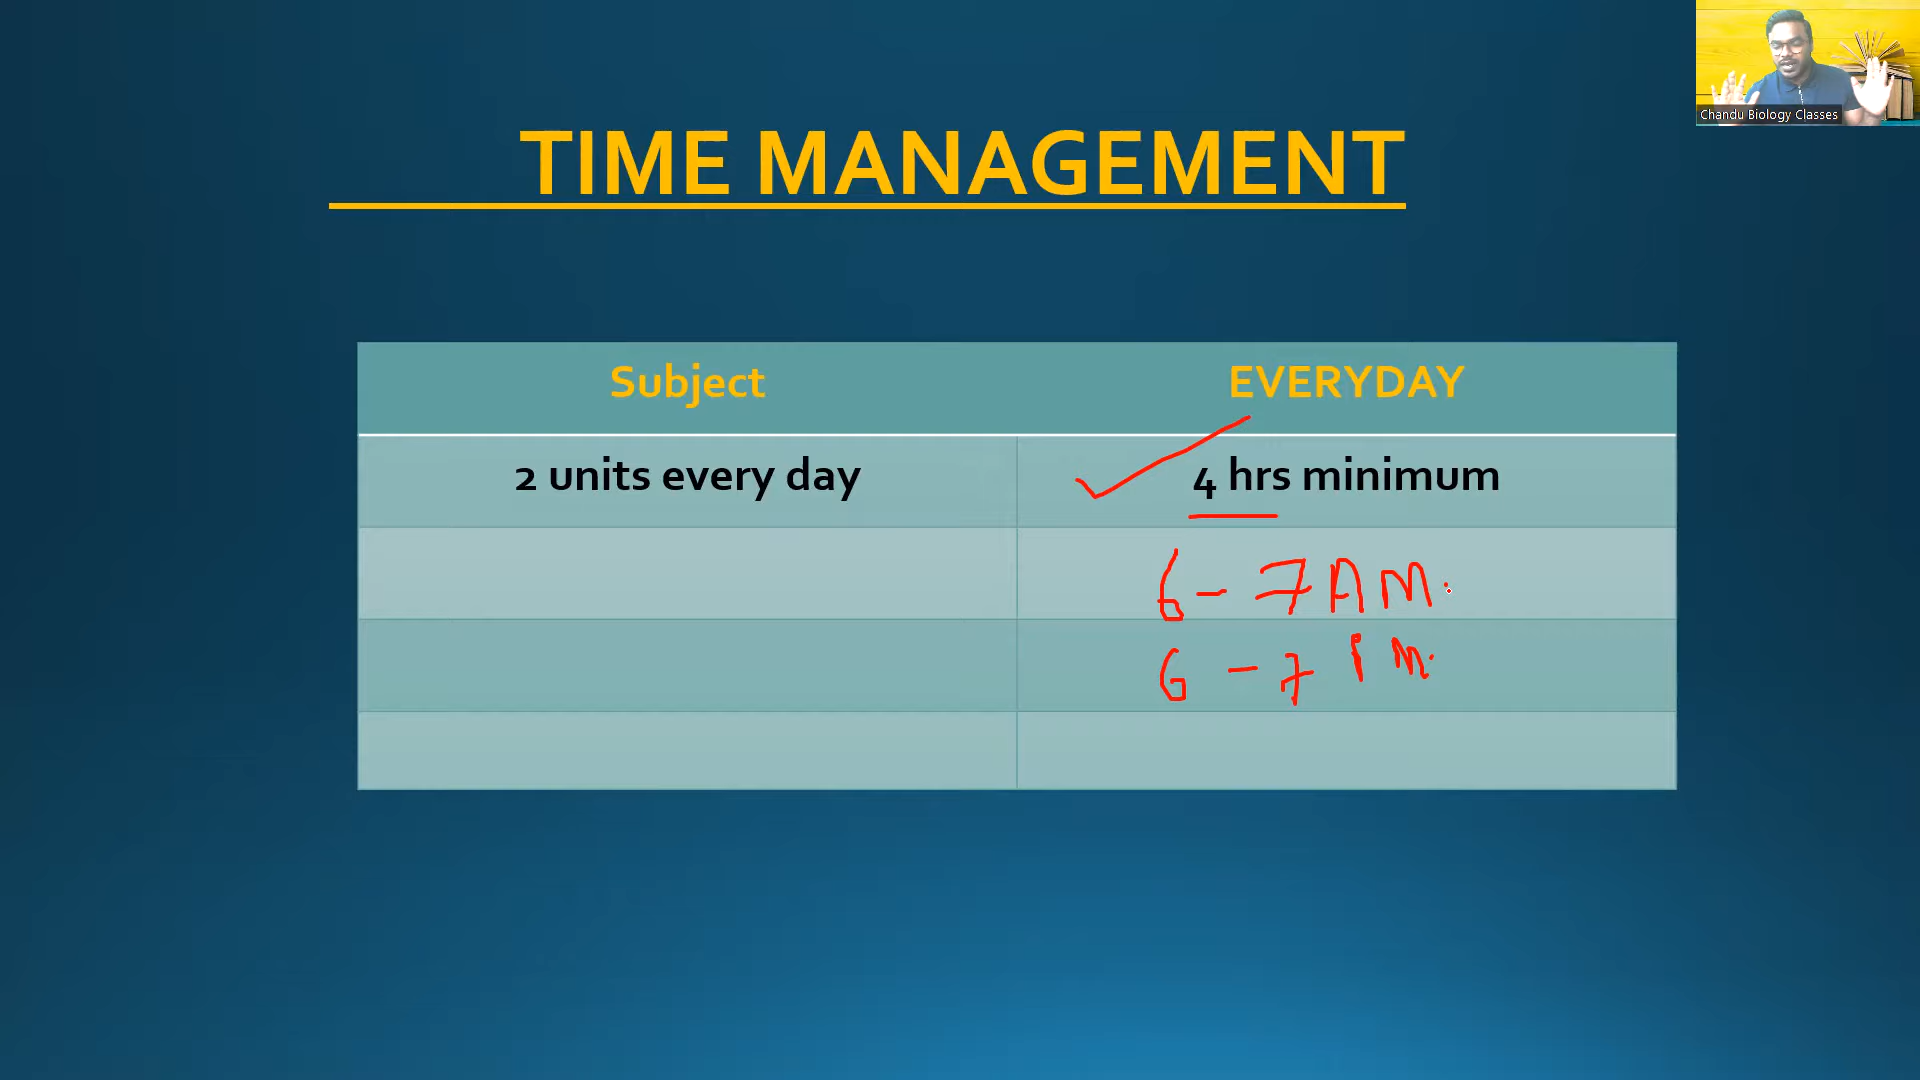 Chandu Biology Classes
TIME MANAGEMENT
Subject EVERYDAY
2 units every day 4 hrs minimum
6 - 7 AM.
6 - 7 PM.